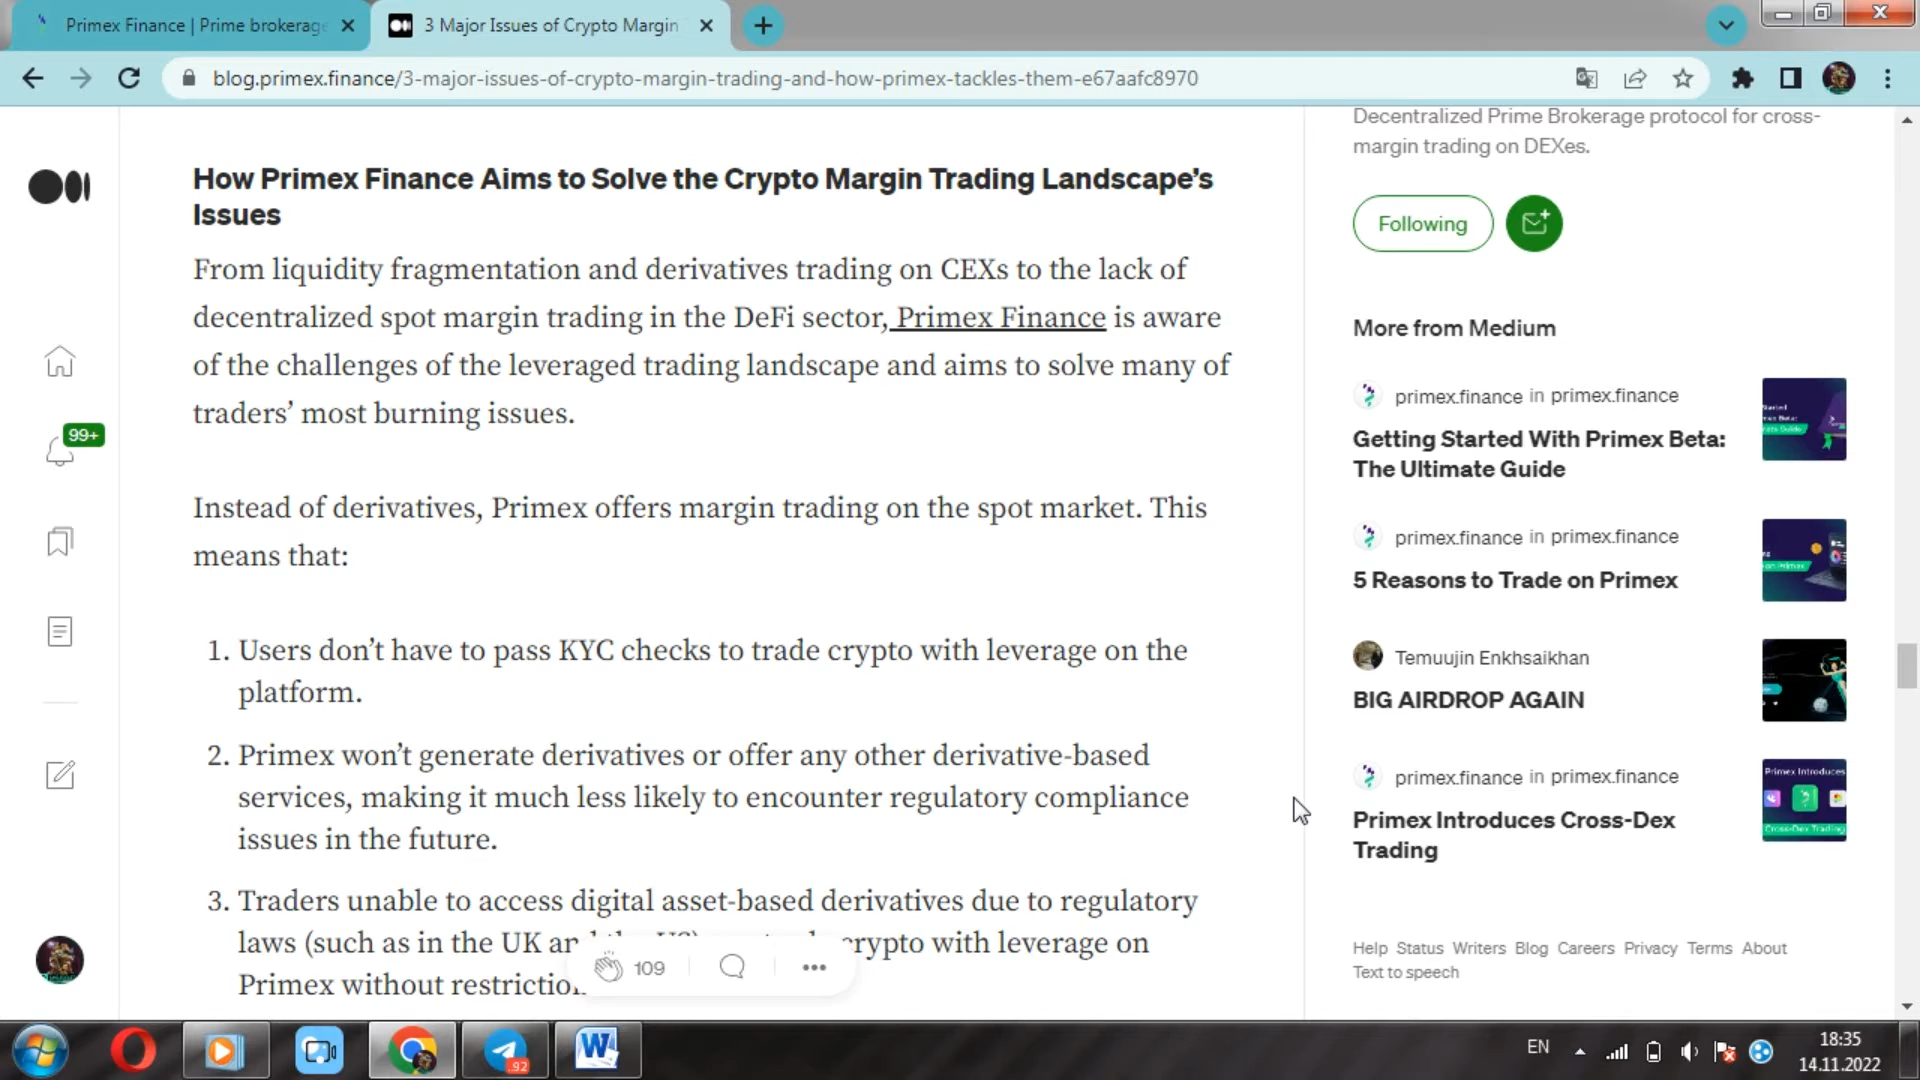 Primex Finance | Prime brokerage
3 Major Issues of Crypto Margin
blog.primex.finance/3-major-issues-of-crypto-margin-trading-and-how-primex-tackles-them-e67aafc8970
99+
How Primex Finance Aims to Solve the Crypto Margin Trading Landscape's
Issues
From liquidity fragmentation and derivatives trading on CEXs to the lack of
decentralized spot margin trading in the DeFi sector, Primex Finance is aware
of the challenges of the leveraged trading landscape and aims to solve many of
traders' most burning issues.
Instead of derivatives, Primex offers margin trading on the spot market. This
means that:
1. Users don't have to pass KYC checks to trade crypto with leverage on the
platform.
2. Primex won't generate derivatives or offer any other derivative-based
services, making it much less likely to encounter regulatory compliance
issues in the future.
3. Traders unable to access digital asset-based derivatives due to regulatory
laws (such as in the UK and the US) crypto with leverage on
Primex without restriction
109
Decentralized Prime Brokerage protocol for cross-
margin trading on DEXes.
Following
More from Medium
primex.finance in primex.finance
Getting Started With Primex Beta:
The Ultimate Guide
primex.finance in primex.finance
5 Reasons to Trade on Primex
Temuujin Enkhsaikhan
BIG AIRDROP AGAIN
primex.finance in primex.finance
Primex Introduces Cross-Dex
Trading
Primex Introduces
Cross-Dex Trading
Help Status Writers Blog Careers Privacy Terms About
Text to speech
92
W
EN
18:35
14.11.2022